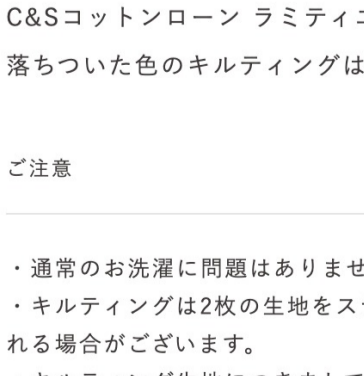 C&Sコットンローン ラミティ
落ちついた色のキルティングは
ご注意
・通常のお洗濯に問題はありませ
・キルティングは2枚の生地をス
れる場合がございます。